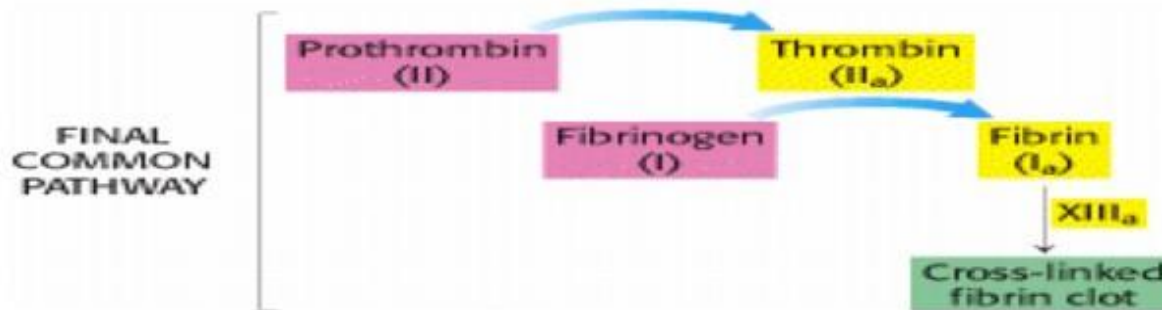 Prothrombin
(II)
Thrombin
(IIₐ)
FINAL
COMMON
PATHWAY
Fibrinogen
(I)
Fibrin
(Iₐ)
XIIIₐ
Cross-linked
fibrin clot